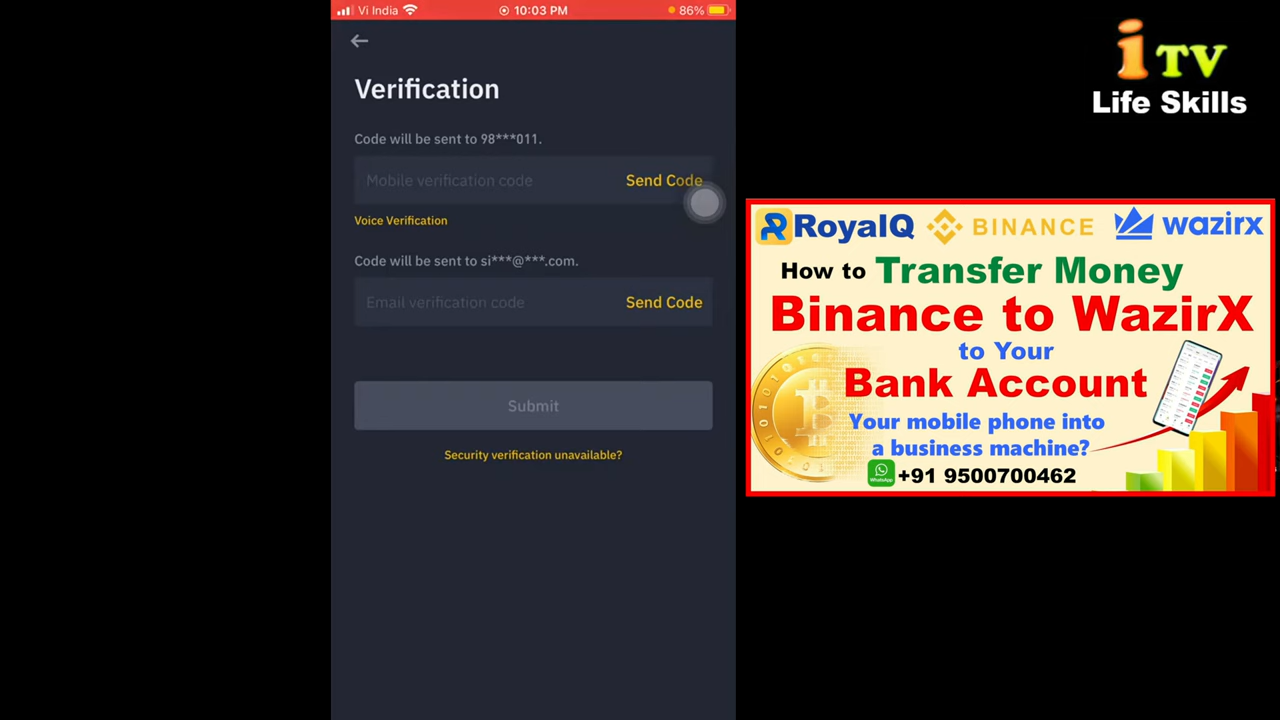 Vi India
10:03 PM
86%
Verification
Code will be sent to 98***011.
Mobile verification code
Send Code
Voice Verification
Code will be sent to si***@***.com.
Email verification code
Send Code
Submit
Security verification unavailable?
i TV
Life Skills
RoyalQ BINANCE wazirx
How to Transfer Money
Binance to WazirX
to Your
Bank Account
Your mobile phone into
a business machine?
WhatsApp +91 9500700462